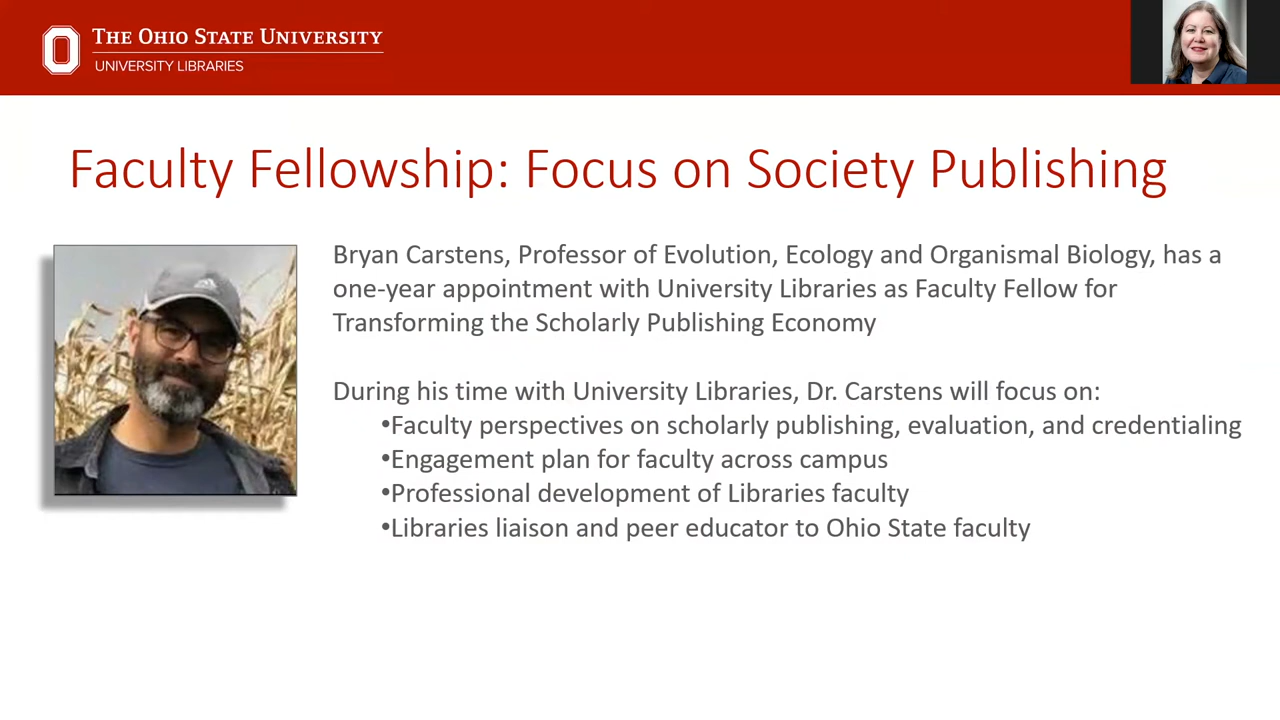 THE OHIO STATE UNIVERSITY
UNIVERSITY LIBRARIES
Faculty Fellowship: Focus on Society Publishing
Bryan Carstens, Professor of Evolution, Ecology and Organismal Biology, has a
one-year appointment with University Libraries as Faculty Fellow for
Transforming the Scholarly Publishing Economy
During his time with University Libraries, Dr. Carstens will focus on:
•Faculty perspectives on scholarly publishing, evaluation, and credentialing
•Engagement plan for faculty across campus
•Professional development of Libraries faculty
•Libraries liaison and peer educator to Ohio State faculty